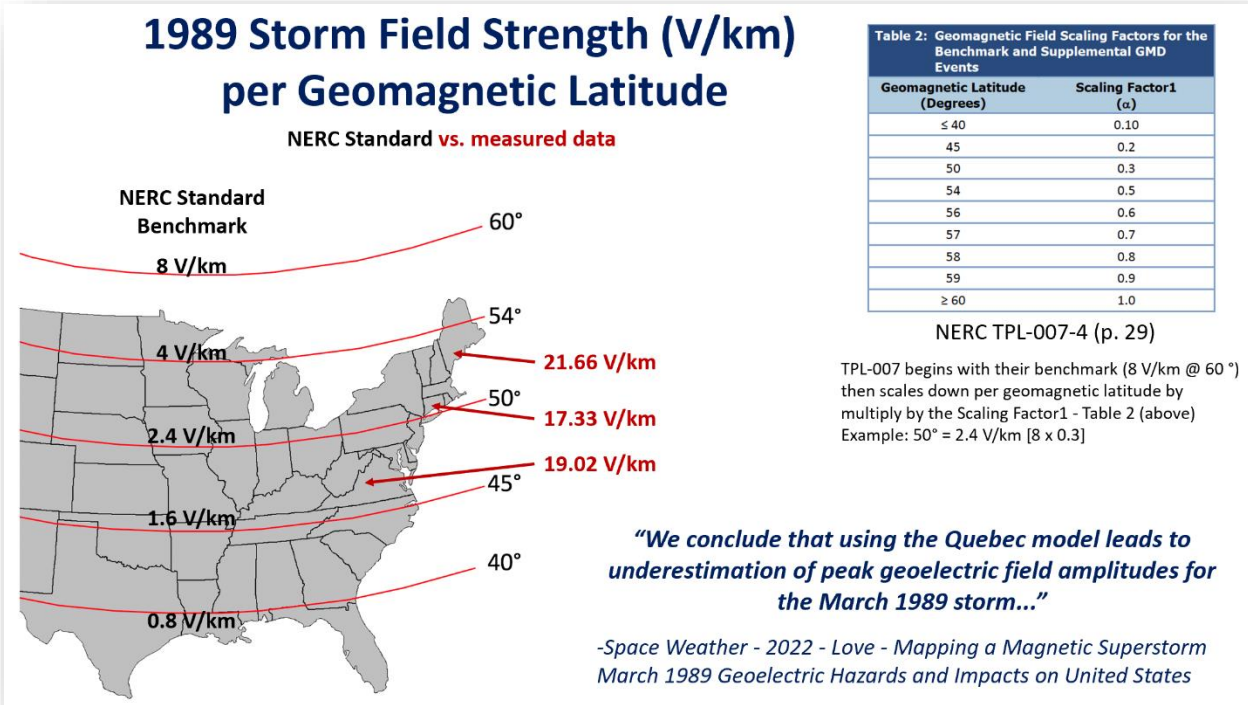 1989 Storm Field Strength (V/km)
per Geomagnetic Latitude
NERC Standard vs. measured data
NERC Standard
Benchmark
8 V/km
60°
4 V/km
54°
21.66 V/km
50°
17.33 V/km
2.4 V/km
19.02 V/km
45°
1.6 V/km
40°
0.8 V/km
Table 2: Geomagnetic Field Scaling Factors for the
Benchmark and Supplemental GMD
Events
Geomagnetic Latitude Scaling Factor1
(Degrees) (α)
≤ 40 0.10
45 0.2
50 0.3
54 0.5
56 0.6
57 0.7
58 0.8
59 0.9
≥ 60 1.0
NERC TPL-007-4 (p. 29)
TPL-007 begins with their benchmark (8 V/km @ 60 °)
then scales down per geomagnetic latitude by
multiply by the Scaling Factor1 - Table 2 (above)
Example: 50° = 2.4 V/km [8 x 0.3]
“We conclude that using the Quebec model leads to
underestimation of peak geoelectric field amplitudes for
the March 1989 storm...”
-Space Weather - 2022 - Love - Mapping a Magnetic Superstorm
March 1989 Geoelectric Hazards and Impacts on United States